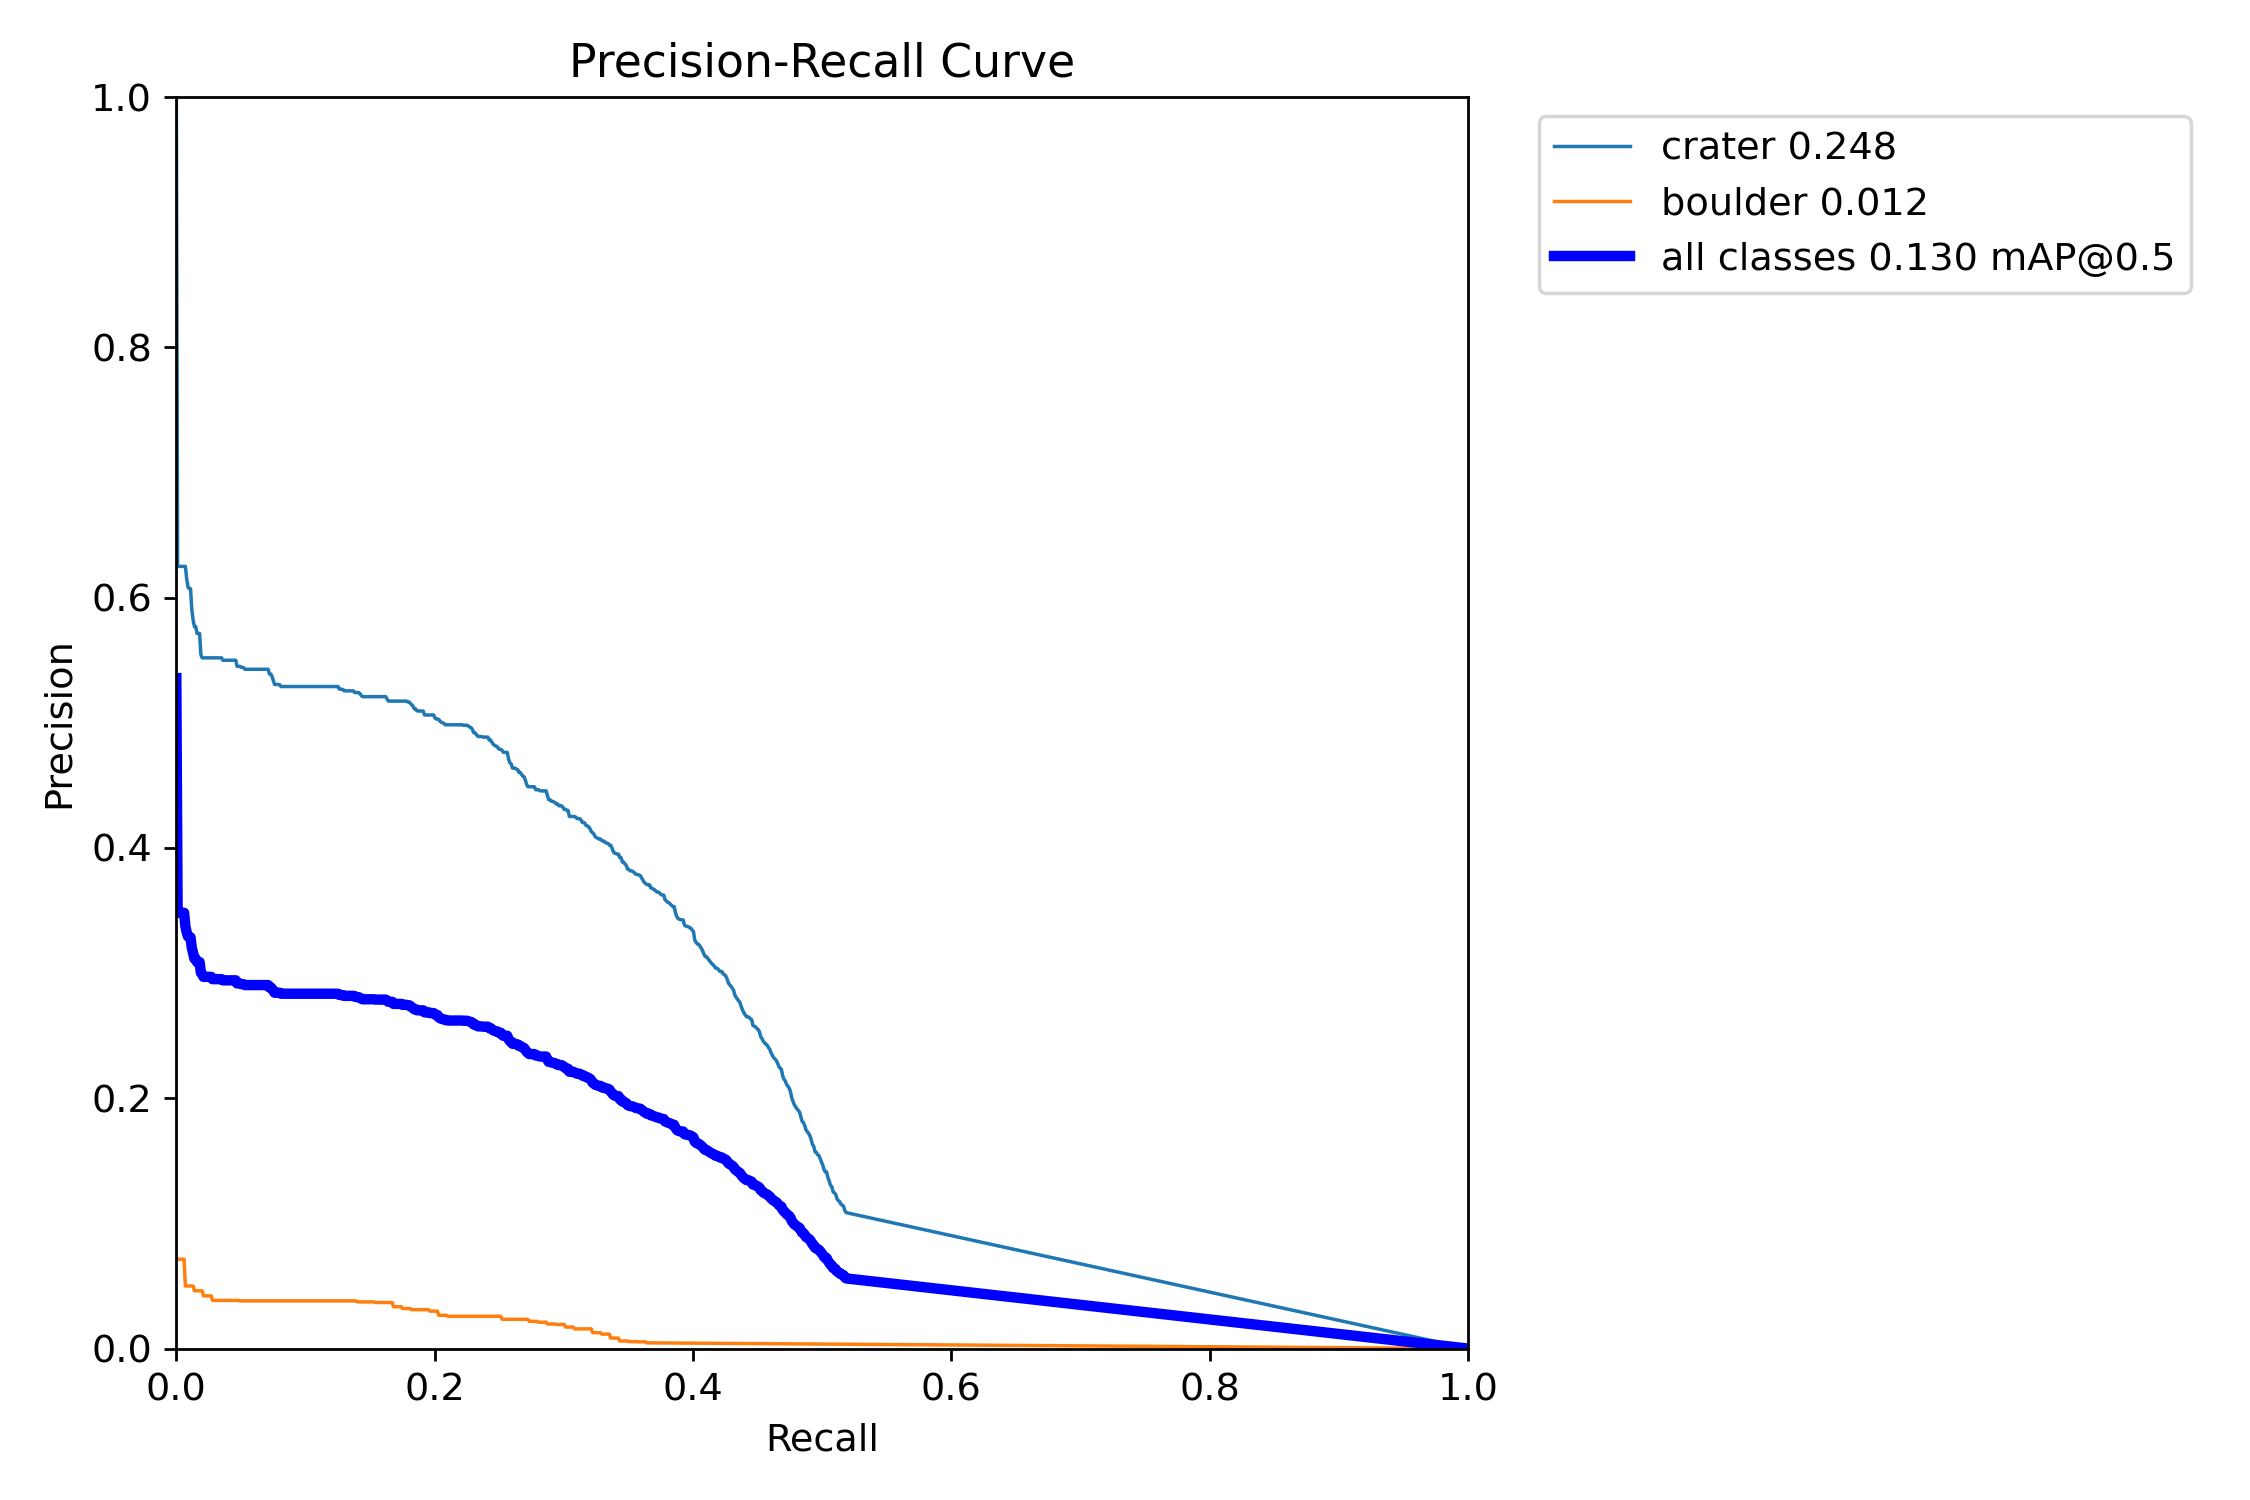 Precision-Recall Curve
1.0
0.8
0.6
0.4
0.2
0.0
Precision
0.0 0.2 0.4 0.6 0.8 1.0
Recall
crater 0.248
boulder 0.012
all classes 0.130 mAP@0.5